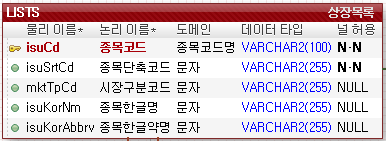 LISTS 상장목록
물리 이름* 논리 이름* 도메인 데이터 타입 널 허용
isuCd 종목코드 종목코드명 VARCHAR2(100) N·N
isuSrtCd 종목단축코드 문자 VARCHAR2(255) N·N
mktTpCd 시장구분코드 문자 VARCHAR2(255) NULL
isuKorNm 종목한글명 문자 VARCHAR2(255) NULL
isuKorAbbrv 종목한글약명 문자 VARCHAR2(255) NULL